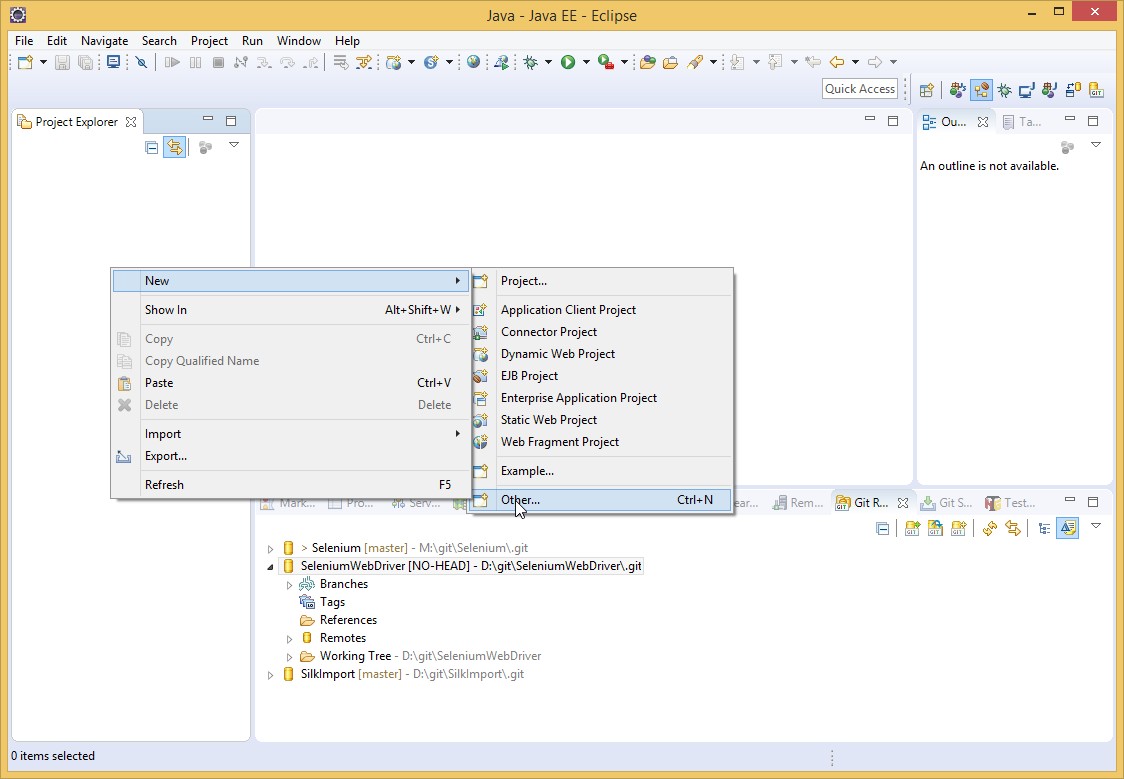 Java - Java EE - Eclipse
File Edit Navigate Search Project Run Window Help
Quick Access
Project Explorer
Ou...
Ta...
An outline is not available.
New
Show In Alt+Shift+W
Copy Ctrl+C
Copy Qualified Name
Paste Ctrl+V
Delete Delete
Import
Export...
Refresh F5
Project...
Application Client Project
Connector Project
Dynamic Web Project
EJB Project
Enterprise Application Project
Static Web Project
Web Fragment Project
Example...
Other... Ctrl+N
Mark... Pro... Serv... ear... Rem... Git R... Git S... Test...
> Selenium [master] - M:\git\Selenium\.git
SeleniumWebDriver [NO-HEAD] - D:\git\SeleniumWebDriver\.git
Branches
Tags
References
Remotes
Working Tree - D:\git\SeleniumWebDriver
SilkImport [master] - D:\git\SilkImport\.git
0 items selected